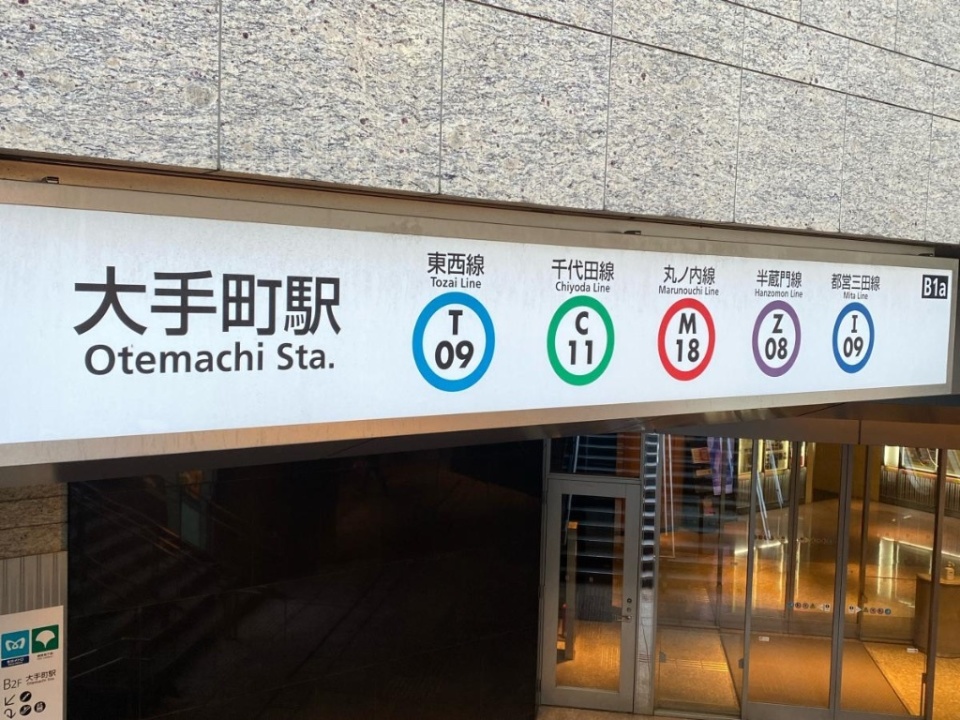 大手町駅
Otemachi Sta.
東西線
Tozai Line
T
09
千代田線
Chiyoda Line
C
11
丸ノ内線
Marunouchi Line
M
18
半蔵門線
Hanzomon Line
Z
08
都営三田線
Mita Line
I
09
B1a
B2F 大手町駅